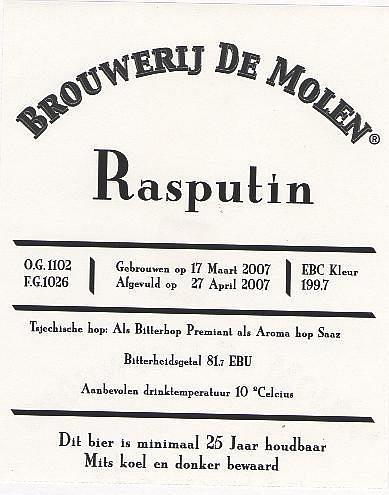 BROUWERIJ DE MOLEN®
Rasputin
O.G. 1102
F.G. 1026
Gebrouwen op 17 Maart 2007
Afgevuld op 27 April 2007
EBC Kleur
199.7
Tsjechische hop: Als Bitterhop Premiant als Aroma hop Saaz
Bitterheidsgetal 81.7 EBU
Aanbevolen drinktemperatuur 10 °Celcius
Dit bier is minimaal 25 Jaar houdbaar
Mits koel en donker bewaard